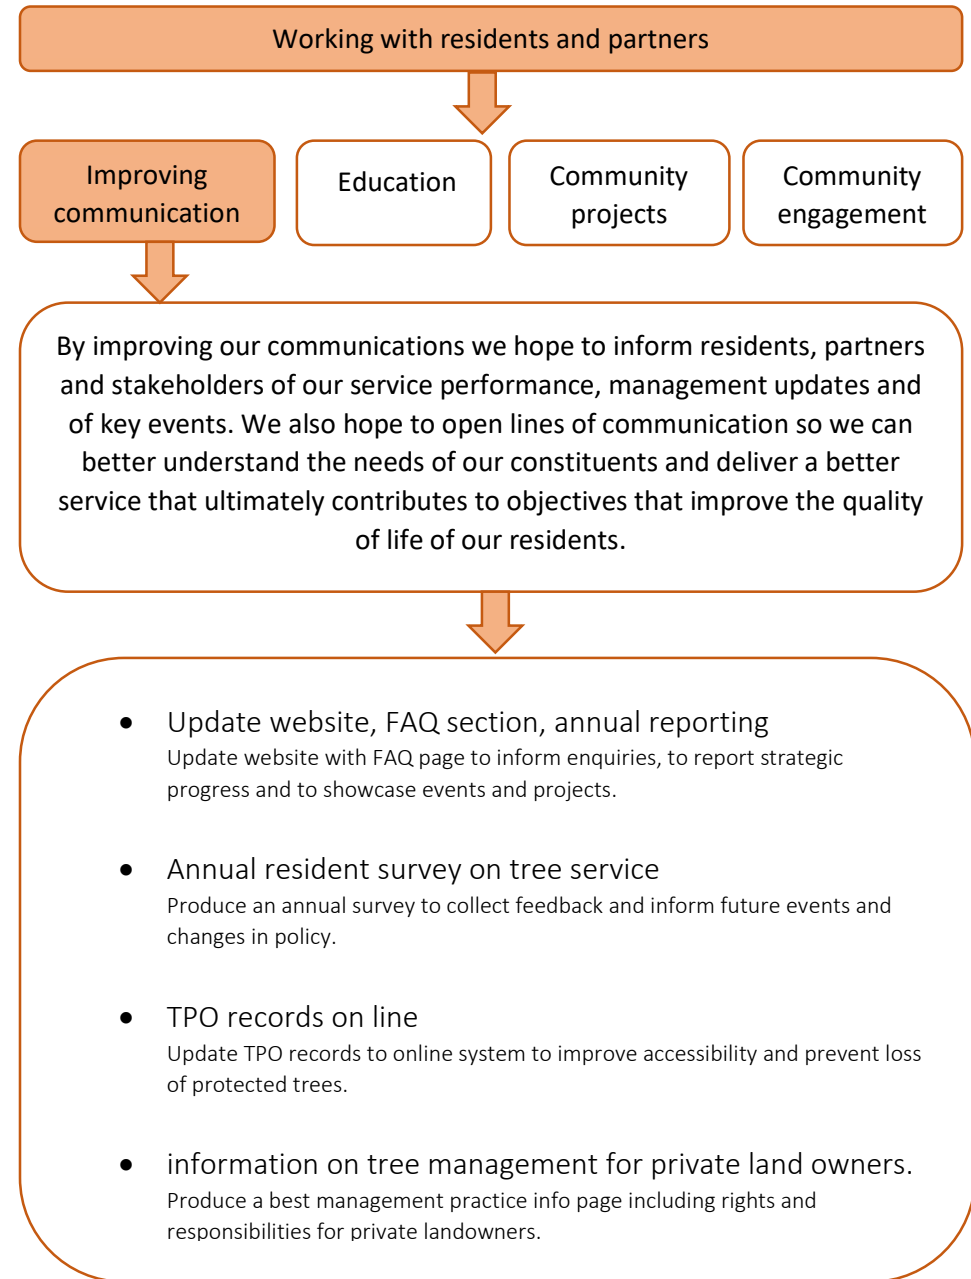 Working with residents and partners
Improving
communication
Education
Community
projects
Community
engagement
By improving our communications we hope to inform residents, partners
and stakeholders of our service performance, management updates and
of key events. We also hope to open lines of communication so we can
better understand the needs of our constituents and deliver a better
service that ultimately contributes to objectives that improve the quality
of life of our residents.
• Update website, FAQ section, annual reporting
Update website with FAQ page to inform enquiries, to report strategic
progress and to showcase events and projects.
• Annual resident survey on tree service
Produce an annual survey to collect feedback and inform future events and
changes in policy.
• TPO records on line
Update TPO records to online system to improve accessibility and prevent loss
of protected trees.
• information on tree management for private land owners.
Produce a best management practice info page including rights and
responsibilities for private landowners.